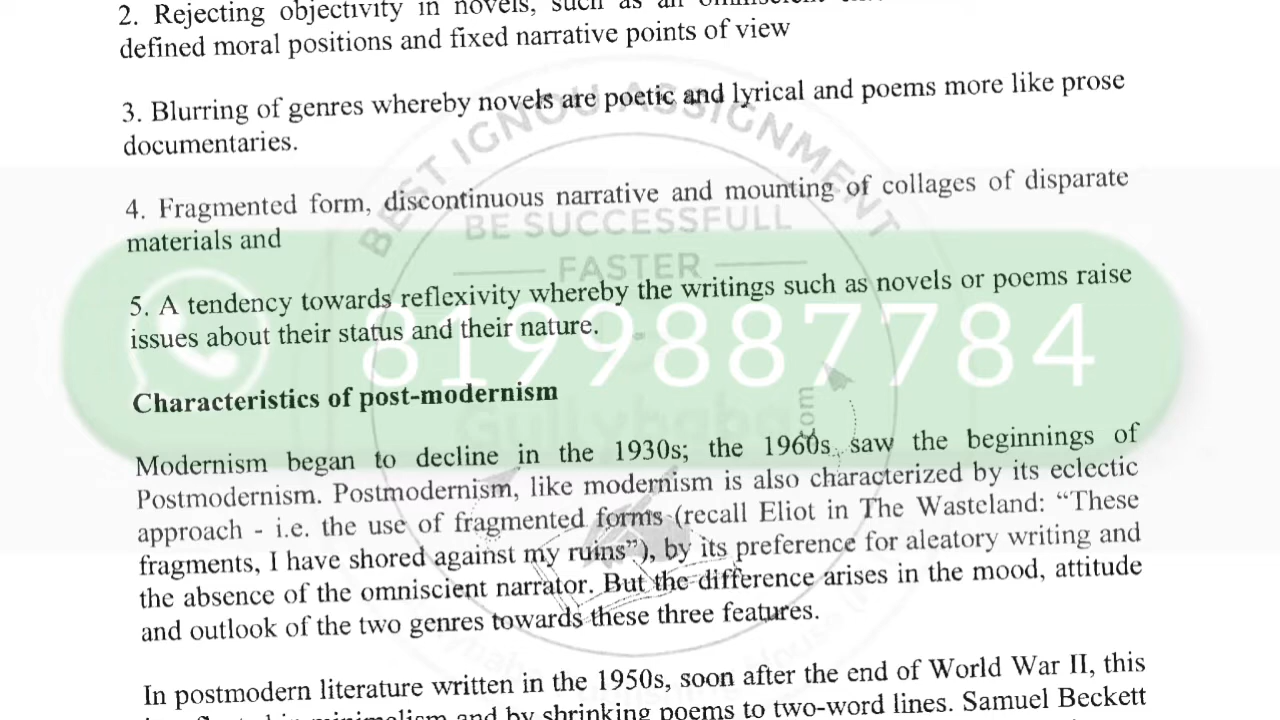 2. Rejecting objectivity in novels, such as an omniscient
defined moral positions and fixed narrative points of view
3. Blurring of genres whereby novels are poetic and lyrical and poems more like prose
documentaries.
4. Fragmented form, discontinuous narrative and mounting of collages of disparate
materials and
5. A tendency towards reflexivity whereby the writings such as novels or poems raise
issues about their status and their nature.
Characteristics of post-modernism
Modernism began to decline in the 1930s; the 1960s saw the beginnings of
Postmodernism. Postmodernism, like modernism is also characterized by its eclectic
approach - i.e. the use of fragmented forms (recall Eliot in The Wasteland: “These
fragments, I have shored against my ruins”), by its preference for aleatory writing and
the absence of the omniscient narrator. But the difference arises in the mood, attitude
and outlook of the two genres towards these three features.
In postmodern literature written in the 1950s, soon after the end of World War II, this
minimalism and by shrinking poems to two-word lines. Samuel Beckett
BEST IGNOU ASSIGNMENT
BE SUCCESSFULL
FASTER
8199887784
Gullybaba
.com